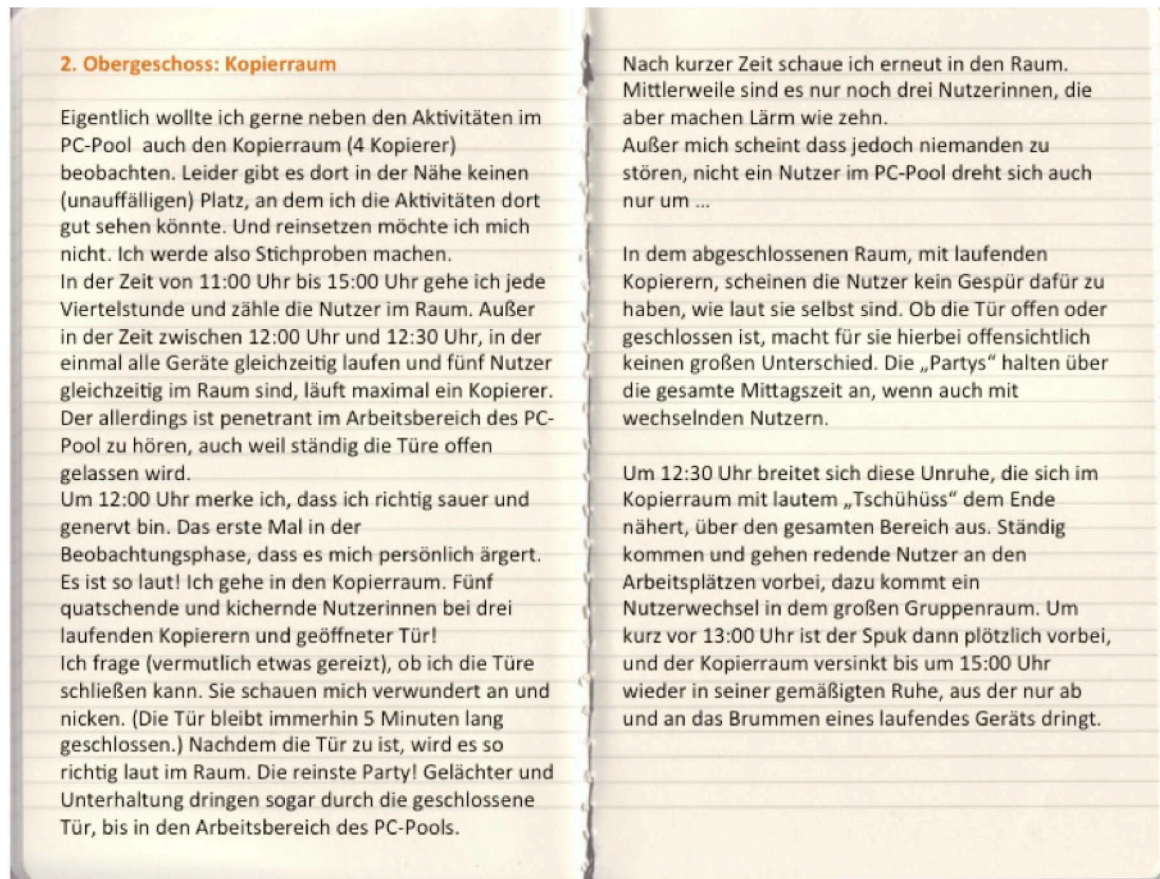 2. Obergeschoss: Kopierraum
Eigentlich wollte ich gerne neben den Aktivitäten im
PC-Pool auch den Kopierraum (4 Kopierer)
beobachten. Leider gibt es dort in der Nähe keinen
(unauffälligen) Platz, an dem ich die Aktivitäten dort
gut sehen könnte. Und reinsetzen möchte ich mich
nicht. Ich werde also Stichproben machen.
In der Zeit von 11:00 Uhr bis 15:00 Uhr gehe ich jede
Viertelstunde und zähle die Nutzer im Raum. Außer
in der Zeit zwischen 12:00 Uhr und 12:30 Uhr, in der
einmal alle Geräte gleichzeitig laufen und fünf Nutzer
gleichzeitig im Raum sind, läuft maximal ein Kopierer.
Der allerdings ist penetrant im Arbeitsbereich des PC-
Pool zu hören, auch weil ständig die Türe offen
gelassen wird.
Um 12:00 Uhr merke ich, dass ich richtig sauer und
genervt bin. Das erste Mal in der
Beobachtungsphase, dass es mich persönlich ärgert.
Es ist so laut! Ich gehe in den Kopierraum. Fünf
quatschende und kichernde Nutzerinnen bei drei
laufenden Kopierern und geöffneter Tür!
Ich frage (vermutlich etwas gereizt), ob ich die Türe
schließen kann. Sie schauen mich verwundert an und
nicken. (Die Tür bleibt immerhin 5 Minuten lang
geschlossen.) Nachdem die Tür zu ist, wird es so
richtig laut im Raum. Die reinste Party! Gelächter und
Unterhaltung dringen sogar durch die geschlossene
Tür, bis in den Arbeitsbereich des PC-Pools.
Nach kurzer Zeit schaue ich erneut in den Raum.
Mittlerweile sind es nur noch drei Nutzerinnen, die
aber machen Lärm wie zehn.
Außer mich scheint dass jedoch niemanden zu
stören, nicht ein Nutzer im PC-Pool dreht sich auch
nur um ...
In dem abgeschlossenen Raum, mit laufenden
Kopierern, scheinen die Nutzer kein Gespür dafür zu
haben, wie laut sie selbst sind. Ob die Tür offen oder
geschlossen ist, macht für sie hierbei offensichtlich
keinen großen Unterschied. Die „Partys“ halten über
die gesamte Mittagszeit an, wenn auch mit
wechselnden Nutzern.
Um 12:30 Uhr breitet sich diese Unruhe, die sich im
Kopierraum mit lautem „Tschühüss“ dem Ende
nähert, über den gesamten Bereich aus. Ständig
kommen und gehen redende Nutzer an den
Arbeitsplätzen vorbei, dazu kommt ein
Nutzerwechsel in dem großen Gruppenraum. Um
kurz vor 13:00 Uhr ist der Spuk dann plötzlich vorbei,
und der Kopierraum versinkt bis um 15:00 Uhr
wieder in seiner gemäßigten Ruhe, aus der nur ab
und an das Brummen eines laufendes Geräts dringt.